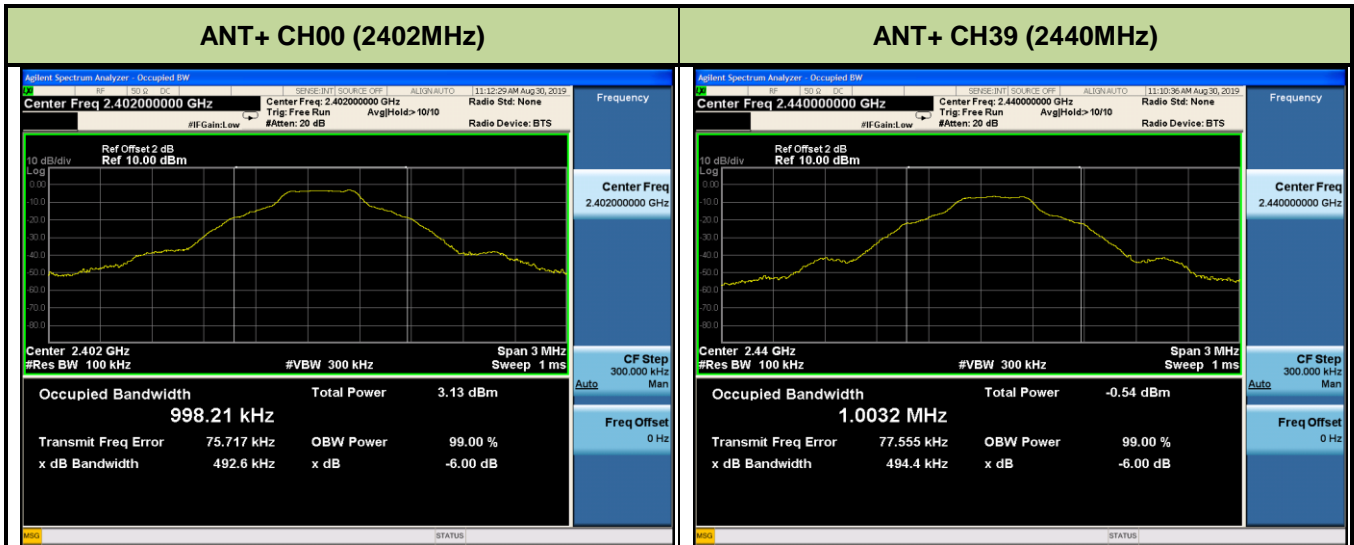 ANT+ CH00 (2402MHz)
Agilent Spectrum Analyzer - Occupied BW
LXI RF 50 Ω DC SENSE:INT SOURCE OFF ALIGNAUTO 11:12:29 AM Aug 30, 2019
Center Freq 2.402000000 GHz
Center Freq: 2.402000000 GHz
Radio Std: None
Trig: Free Run Avg|Hold:>10/10
#IFGain:Low #Atten: 20 dB Radio Device: BTS
Ref Offset 2 dB
10 dB/div Ref 10.00 dBm
Log
0.00
-10.0
-20.0
-30.0
-40.0
-50.0
-60.0
-70.0
-80.0
Center 2.402 GHz Span 3 MHz
#Res BW 100 kHz #VBW 300 kHz Sweep 1 ms
Occupied Bandwidth Total Power 3.13 dBm
998.21 kHz
Transmit Freq Error 75.717 kHz OBW Power 99.00 %
x dB Bandwidth 492.6 kHz x dB -6.00 dB
MSG STATUS
Frequency
Center Freq
2.402000000 GHz
CF Step
300.000 kHz
Auto Man
Freq Offset
0 Hz
ANT+ CH39 (2440MHz)
Agilent Spectrum Analyzer - Occupied BW
LXI RF 50 Ω DC SENSE:INT SOURCE OFF ALIGNAUTO 11:10:36 AM Aug 30, 2019
Center Freq 2.440000000 GHz
Center Freq: 2.440000000 GHz
Radio Std: None
Trig: Free Run Avg|Hold:>10/10
#IFGain:Low #Atten: 20 dB Radio Device: BTS
Ref Offset 2 dB
10 dB/div Ref 10.00 dBm
Log
0.00
-10.0
-20.0
-30.0
-40.0
-50.0
-60.0
-70.0
-80.0
Center 2.44 GHz Span 3 MHz
#Res BW 100 kHz #VBW 300 kHz Sweep 1 ms
Occupied Bandwidth Total Power -0.54 dBm
1.0032 MHz
Transmit Freq Error 77.555 kHz OBW Power 99.00 %
x dB Bandwidth 494.4 kHz x dB -6.00 dB
MSG STATUS
Frequency
Center Freq
2.440000000 GHz
CF Step
300.000 kHz
Auto Man
Freq Offset
0 Hz